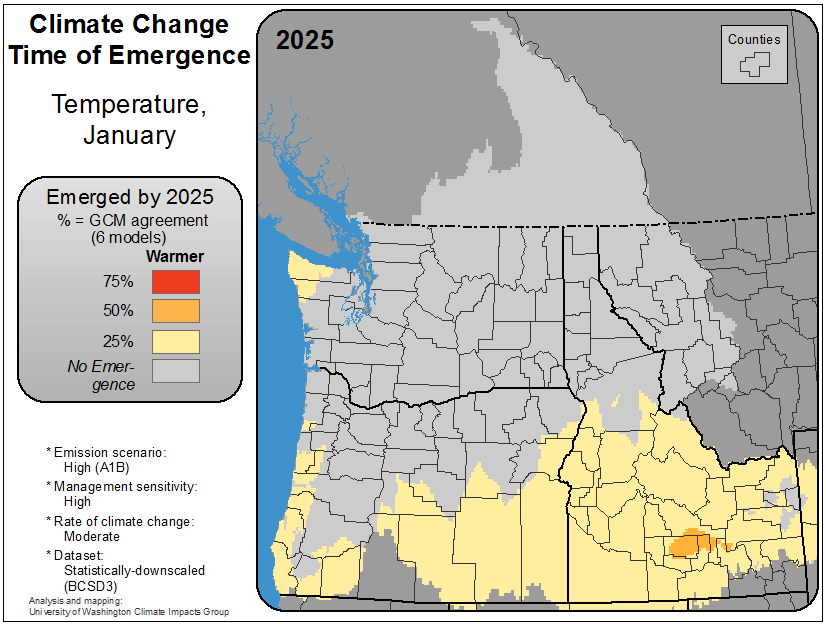 Climate Change
Time of Emergence
Temperature,
January
Emerged by 2025
% = GCM agreement
(6 models)
Warmer
75%
50%
25%
No Emer-
gence
* Emission scenario:
High (A1B)
* Management sensitivity:
High
* Rate of climate change:
Moderate
* Dataset:
Statistically-downscaled
(BCSD3)
Analysis and mapping:
University of Washington Climate Impacts Group
2025
Counties